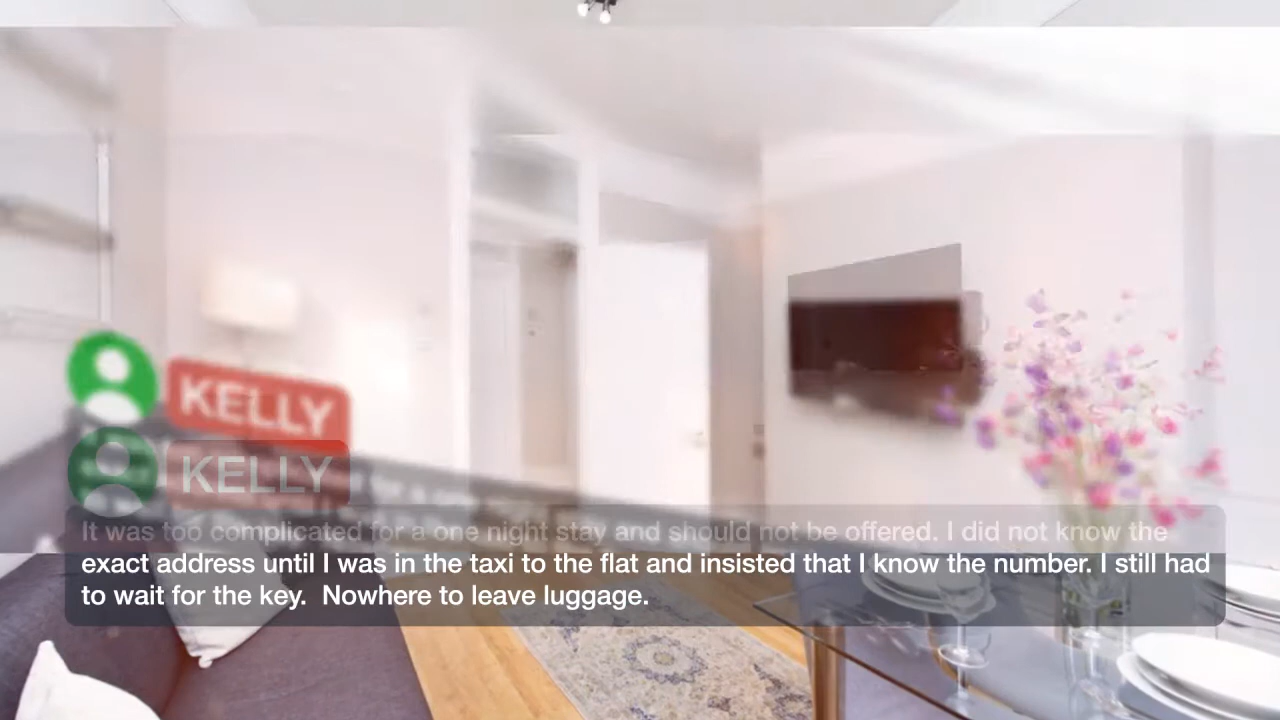 KELLY
KELLY
It was too complicated for a one night stay and should not be offered. I did not know the
exact address until I was in the taxi to the flat and insisted that I know the number. I still had
to wait for the key.  Nowhere to leave luggage.